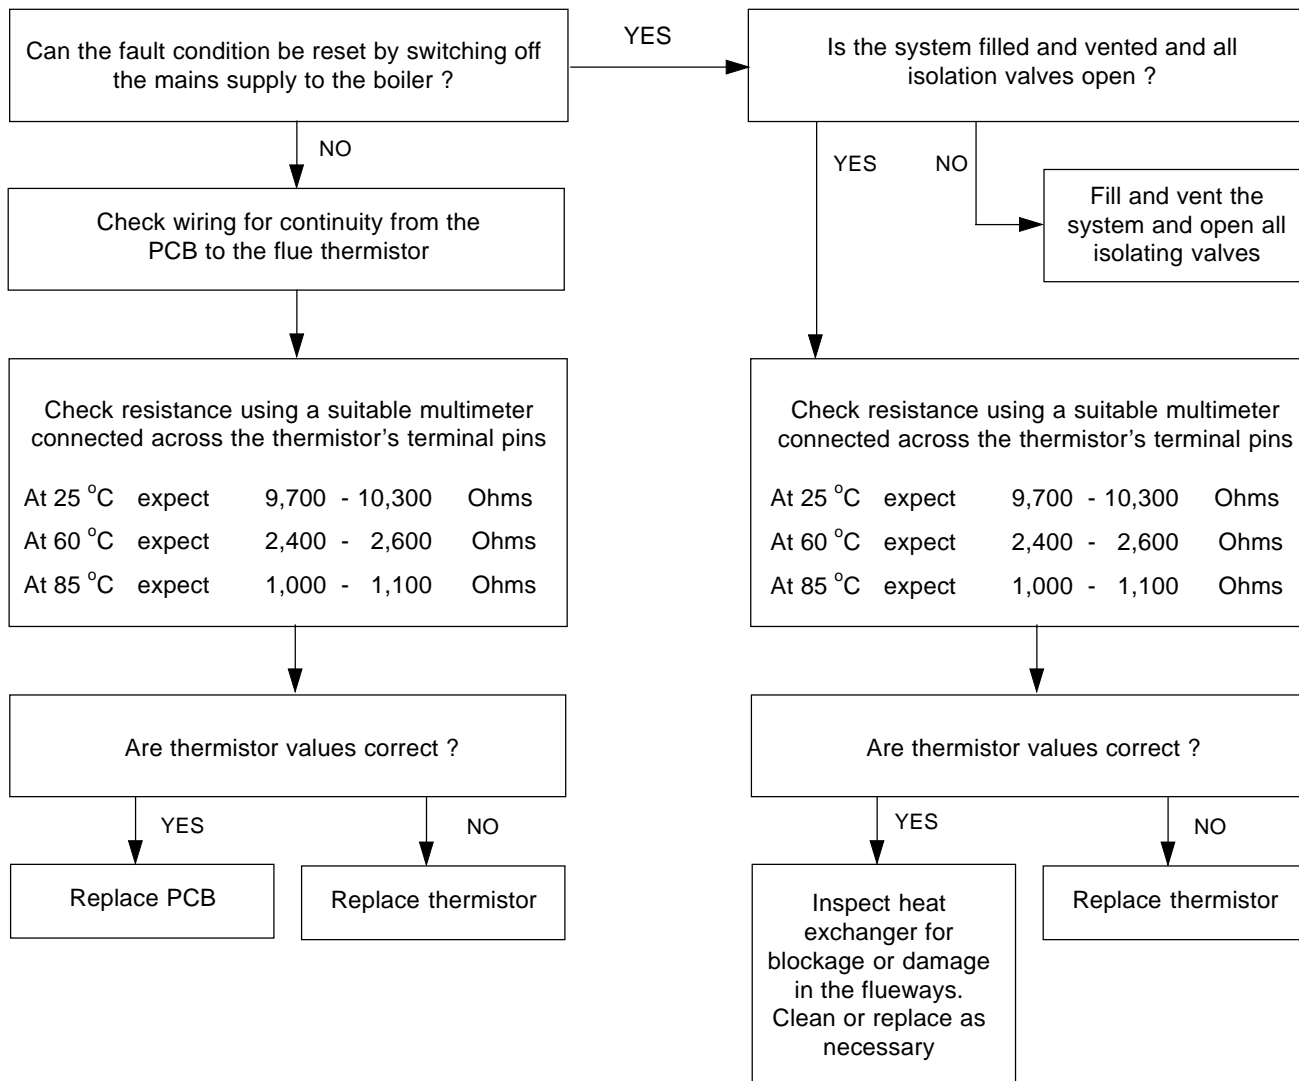 Can the fault condition be reset by switching off
the mains supply to the boiler ?
YES
Is the system filled and vented and all
isolation valves open ?
NO
YES
NO
Check wiring for continuity from the
PCB to the flue thermistor
Fill and vent the
system and open all
isolating valves
Check resistance using a suitable multimeter
connected across the thermistor’s terminal pins
At 25 °C expect 9,700 - 10,300 Ohms
At 60 °C expect 2,400 - 2,600 Ohms
At 85 °C expect 1,000 - 1,100 Ohms
Check resistance using a suitable multimeter
connected across the thermistor’s terminal pins
At 25 °C expect 9,700 - 10,300 Ohms
At 60 °C expect 2,400 - 2,600 Ohms
At 85 °C expect 1,000 - 1,100 Ohms
Are thermistor values correct ?
Are thermistor values correct ?
YES
NO
YES
NO
Replace PCB
Replace thermistor
Inspect heat
exchanger for
blockage or damage
in the flueways.
Clean or replace as
necessary
Replace thermistor